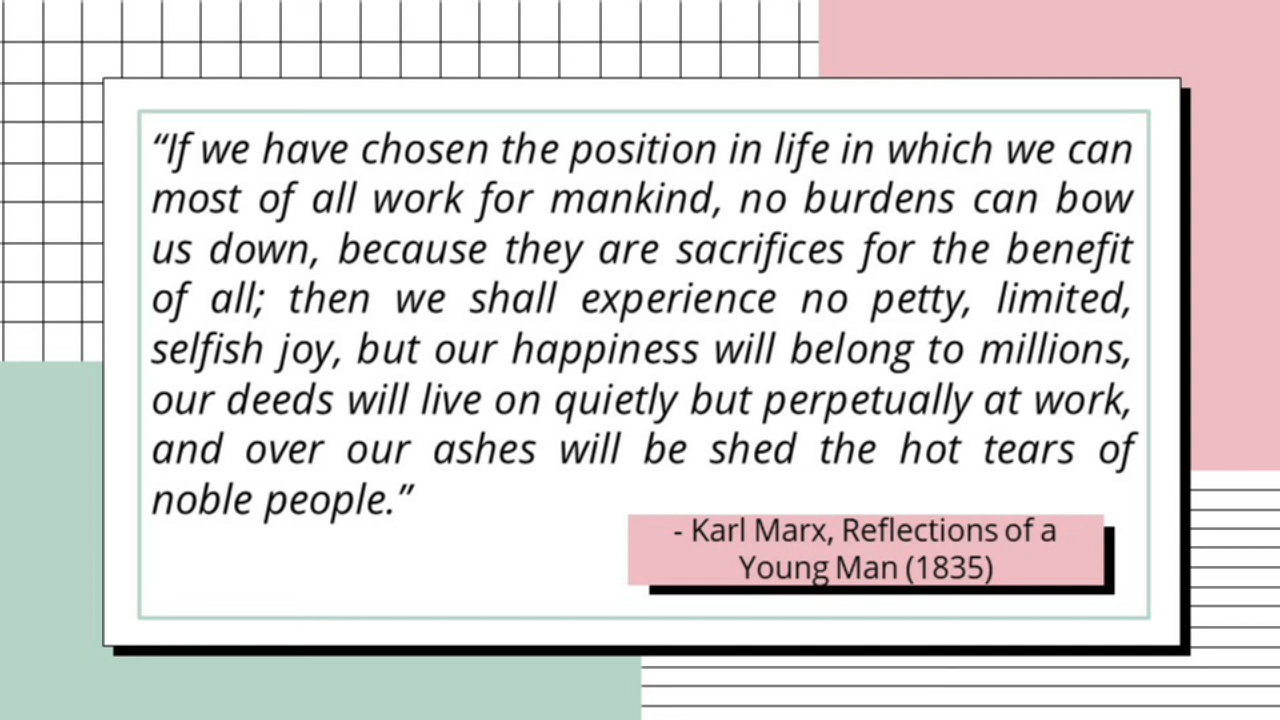 “If we have chosen the position in life in which we can
most of all work for mankind, no burdens can bow
us down, because they are sacrifices for the benefit
of all; then we shall experience no petty, limited,
selfish joy, but our happiness will belong to millions,
our deeds will live on quietly but perpetually at work,
and over our ashes will be shed the hot tears of
noble people.”
- Karl Marx, Reflections of a
Young Man (1835)